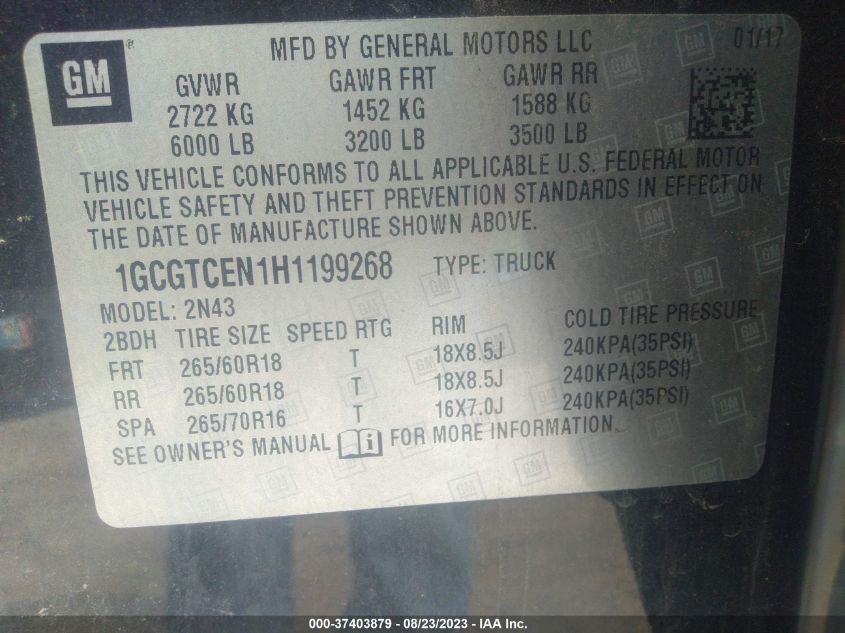 GM ® MFD BY GENERAL MOTORS LLC 01/17
GVWR GAWR FRT GAWR RR
2722 KG 1452 KG 1588 KG
6000 LB 3200 LB 3500 LB
THIS VEHICLE CONFORMS TO ALL APPLICABLE U.S. FEDERAL MOTOR
VEHICLE SAFETY AND THEFT PREVENTION STANDARDS IN EFFECT ON
THE DATE OF MANUFACTURE SHOWN ABOVE.
1GCGTCEN1H1199268 TYPE: TRUCK
MODEL: 2N43
2BDH TIRE SIZE SPEED RTG RIM COLD TIRE PRESSURE
FRT 265/60R18 T 18X8.5J 240KPA(35PSI)
RR 265/60R18 T 18X8.5J 240KPA(35PSI)
SPA 265/70R16 T 16X7.0J 240KPA(35PSI)
SEE OWNER'S MANUAL i FOR MORE INFORMATION.
000-37403879 - 08/23/2023 - IAA Inc.